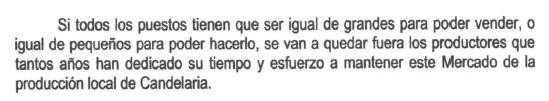 Si todos los puestos tienen que ser igual de grandes para poder vender, o
igual de pequeños para poder hacerlo, se van a quedar fuera los productores que
tantos años han dedicado su tiempo y esfuerzo a mantener este Mercado de la
producción local de Candelaria.